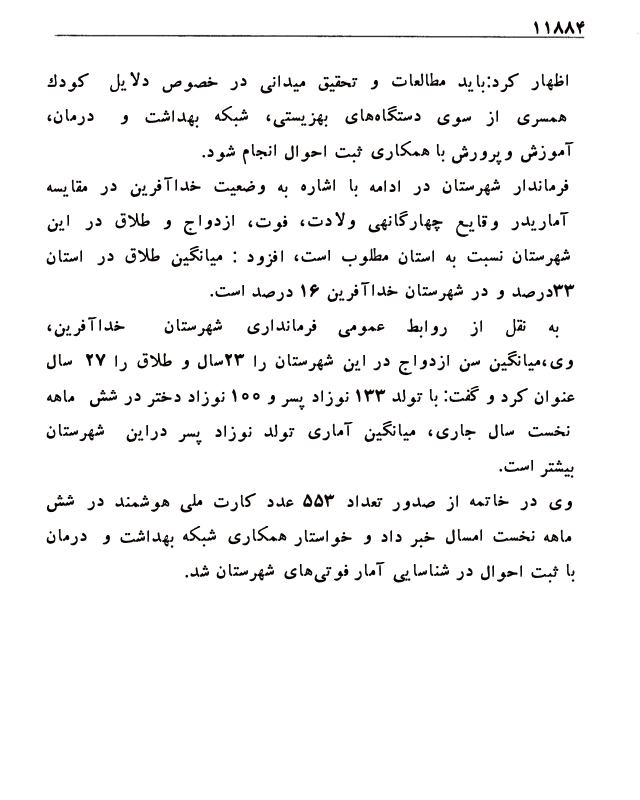 ۱۱۸۸۴
اظهار کرد:باید مطالعات و تحقیق میدانی در خصوص دلایل کودك
همسری از سوی دستگاه‌های بهزیستی، شبکه بهداشت و درمان،
آموزش و پرورش با همکاری ثبت احوال انجام شود.
فرماندار شهرستان در ادامه با اشاره به وضعیت خداآفرین در مقایسه
آماریدر وقایع چهارگانهی ولادت، فوت، ازدواج و طلاق در این
شهرستان نسبت به استان مطلوب است، افزود : میانگین طلاق در استان
۳۳درصد و در شهرستان خداآفرین ۱۶ درصد است.
به نقل از روابط عمومی فرمانداری شهرستان خداآفرین،
وی،میانگین سن ازدواج در این شهرستان را ۲۳سال و طلاق را ۲۷ سال
عنوان کرد و گفت: با تولد ۱۳۳ نوزاد پسر و ۱۰۰ نوزاد دختر در شش ماهه
نخست سال جاری، میانگین آماری تولد نوزاد پسر دراین شهرستان
بیشتر است.
وی در خاتمه از صدور تعداد ۵۵۳ عدد کارت ملی هوشمند در شش
ماهه نخست امسال خبر داد و خواستار همکاری شبکه بهداشت و درمان
با ثبت احوال در شناسایی آمار فوتی‌های شهرستان شد.